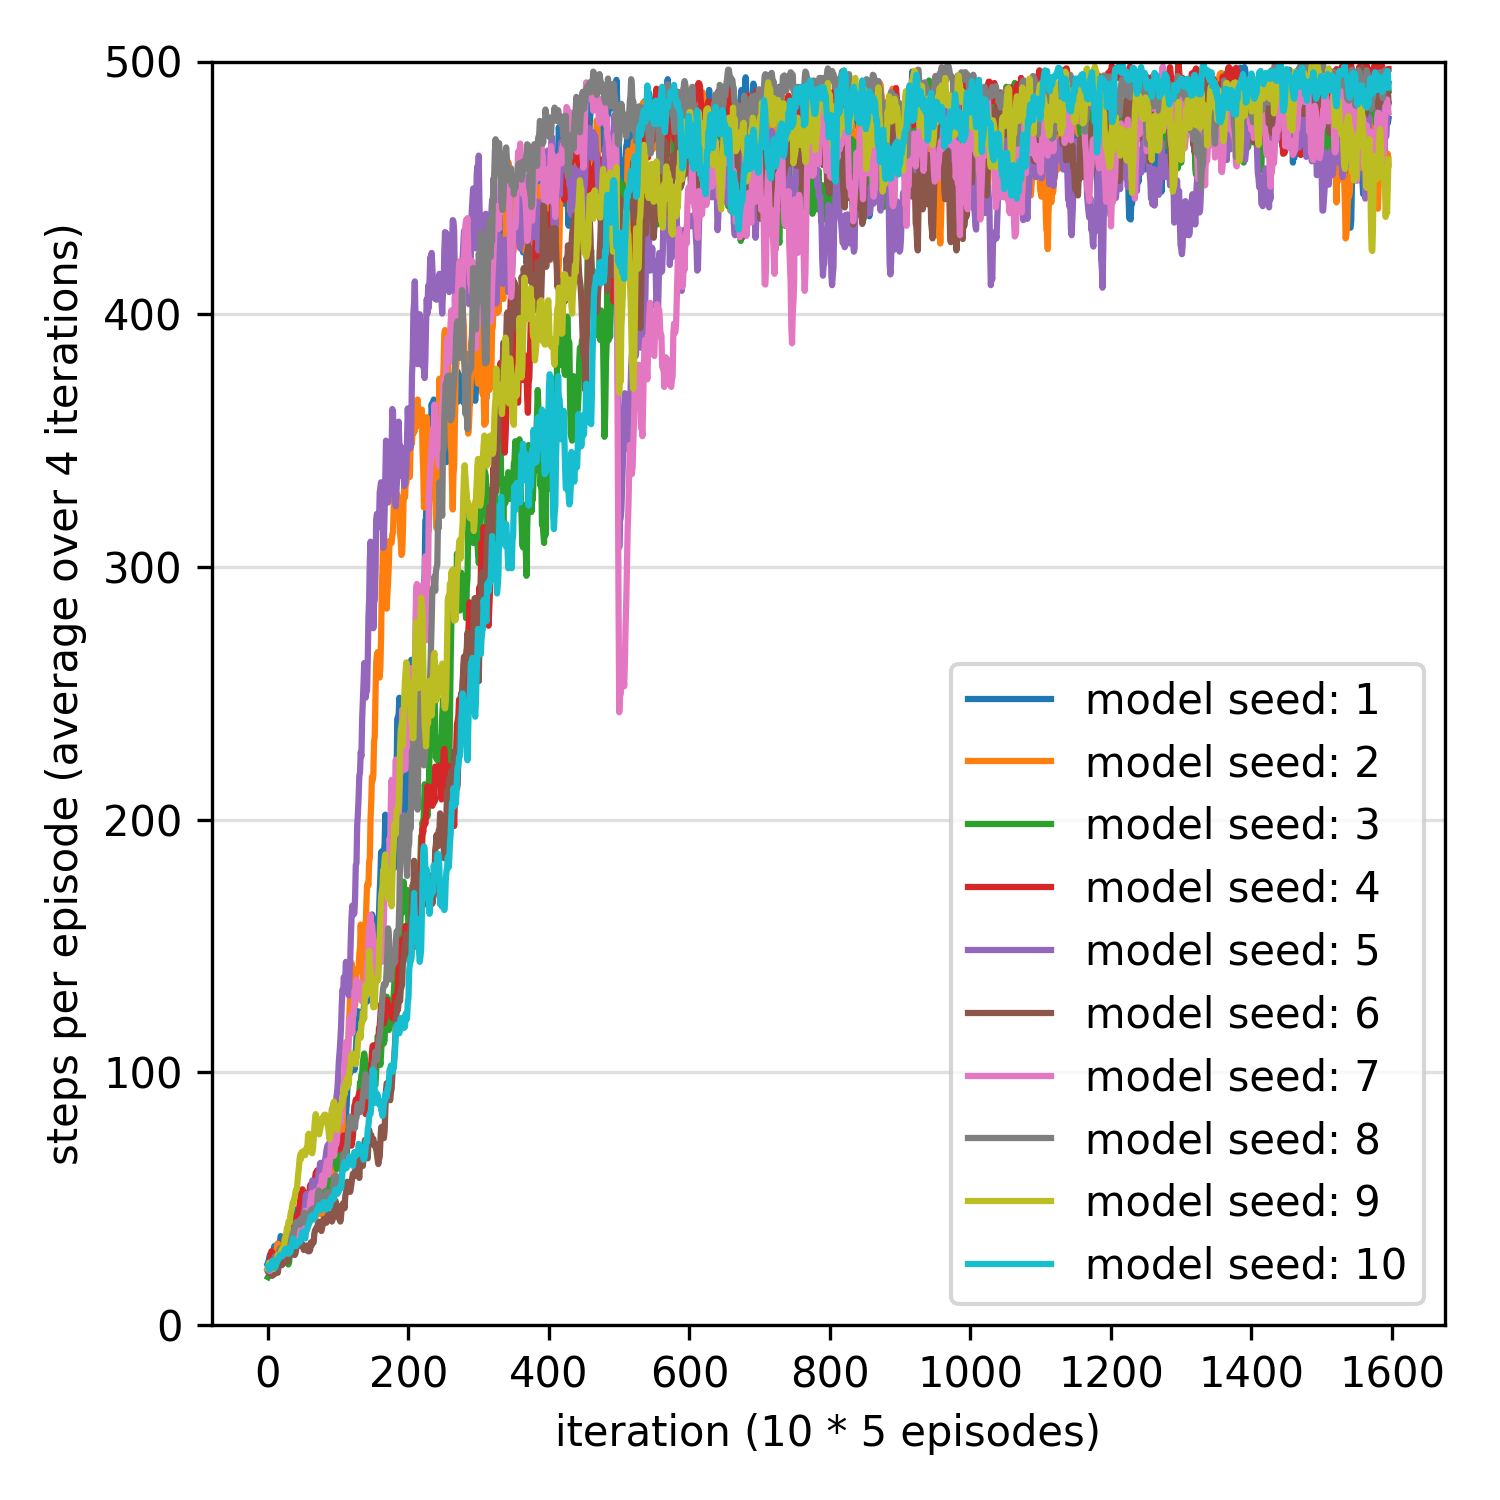 steps per episode (average over 4 iterations)
500
400
300
200
100
0
0 200 400 600 800 1000 1200 1400 1600
iteration (10 * 5 episodes)
model seed: 1
model seed: 2
model seed: 3
model seed: 4
model seed: 5
model seed: 6
model seed: 7
model seed: 8
model seed: 9
model seed: 10